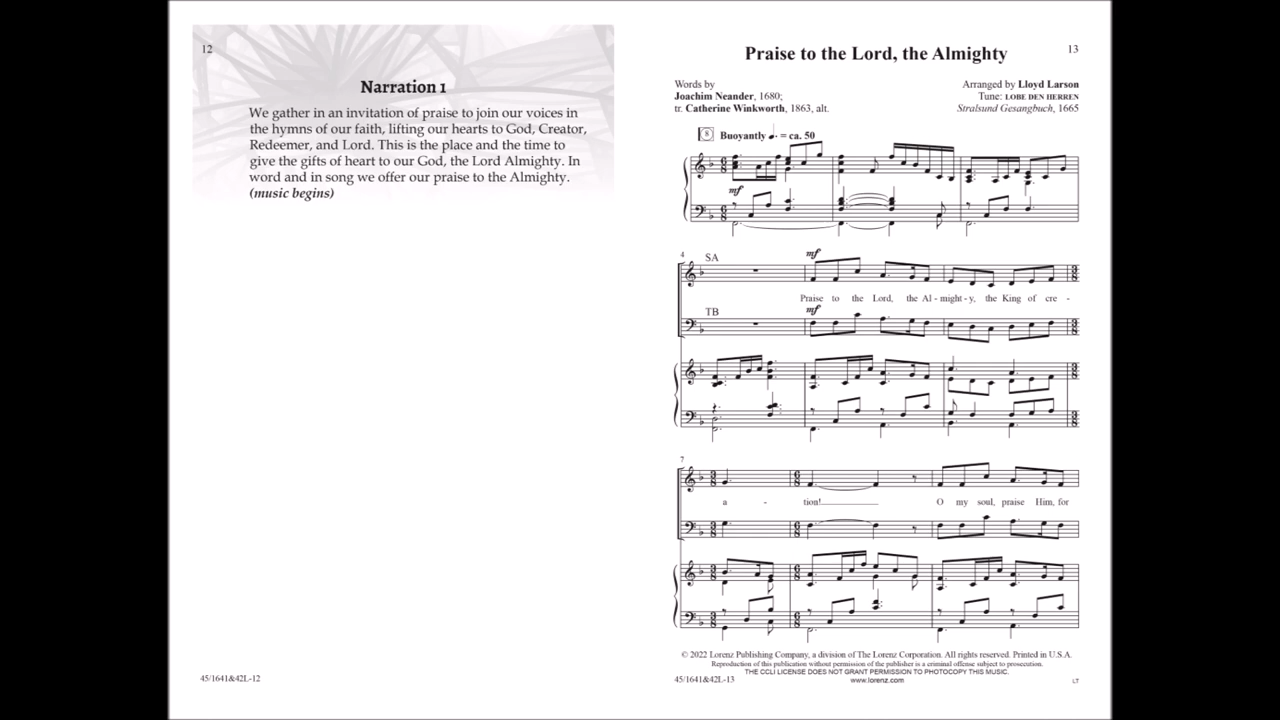 12
Narration 1
We gather in an invitation of praise to join our voices in
the hymns of our faith, lifting our hearts to God, Creator,
Redeemer, and Lord. This is the place and the time to
give the gifts of heart to our God, the Lord Almighty. In
word and in song we offer our praise to the Almighty.
(music begins)
45/1641&42L-12
Praise to the Lord, the Almighty
13
Words by
Joachim Neander, 1680;
tr. Catherine Winkworth, 1863, alt.
Arranged by Lloyd Larson
Tune: LOBE DEN HERREN
Stralsund Gesangbuch, 1665
8 Buoyantly ♩. = ca. 50
mf
4
SA
mf
Praise to the Lord, the Al - might - y, the King of cre -
TB
mf
7
a - tion! O my soul, praise Him, for
© 2022 Lorenz Publishing Company, a division of The Lorenz Corporation. All rights reserved. Printed in U.S.A.
Reproduction of this publication without permission of the publisher is a criminal offense subject to prosecution.
THE CCLI LICENSE DOES NOT GRANT PERMISSION TO PHOTOCOPY THIS MUSIC.
www.lorenz.com
45/1641&42L-13
LT